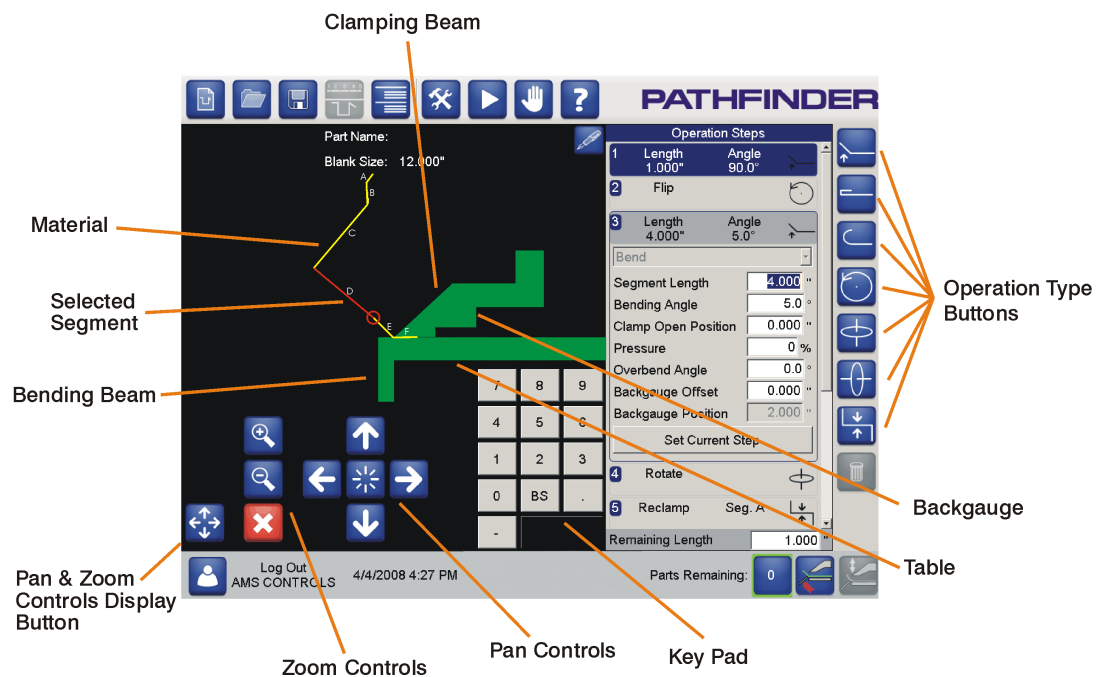 Clamping Beam
PATHFINDER
Part Name:
Blank Size: 12.000"
A
B
C
D
E
F
Operation Steps
1 Length Angle
1.000" 90.0°
2 Flip
3 Length Angle
4.000" 5.0°
Bend
Segment Length 4.000 "
Bending Angle 5.0 °
Clamp Open Position 0.000 "
Pressure 0 %
Overbend Angle 0.0 °
Backgauge Offset 0.000 "
Backgauge Position 2.000 "
Set Current Step
4 Rotate
5 Reclamp Seg. A
Remaining Length 1.000 "
7 8 9
4 5 6
1 2 3
0 BS .
-
Log Out
AMS CONTROLS
4/4/2008 4:27 PM
Parts Remaining: 0
Material
Selected
Segment
Bending Beam
Pan & Zoom
Controls Display
Button
Zoom Controls
Pan Controls
Key Pad
Table
Backgauge
Operation Type
Buttons
?